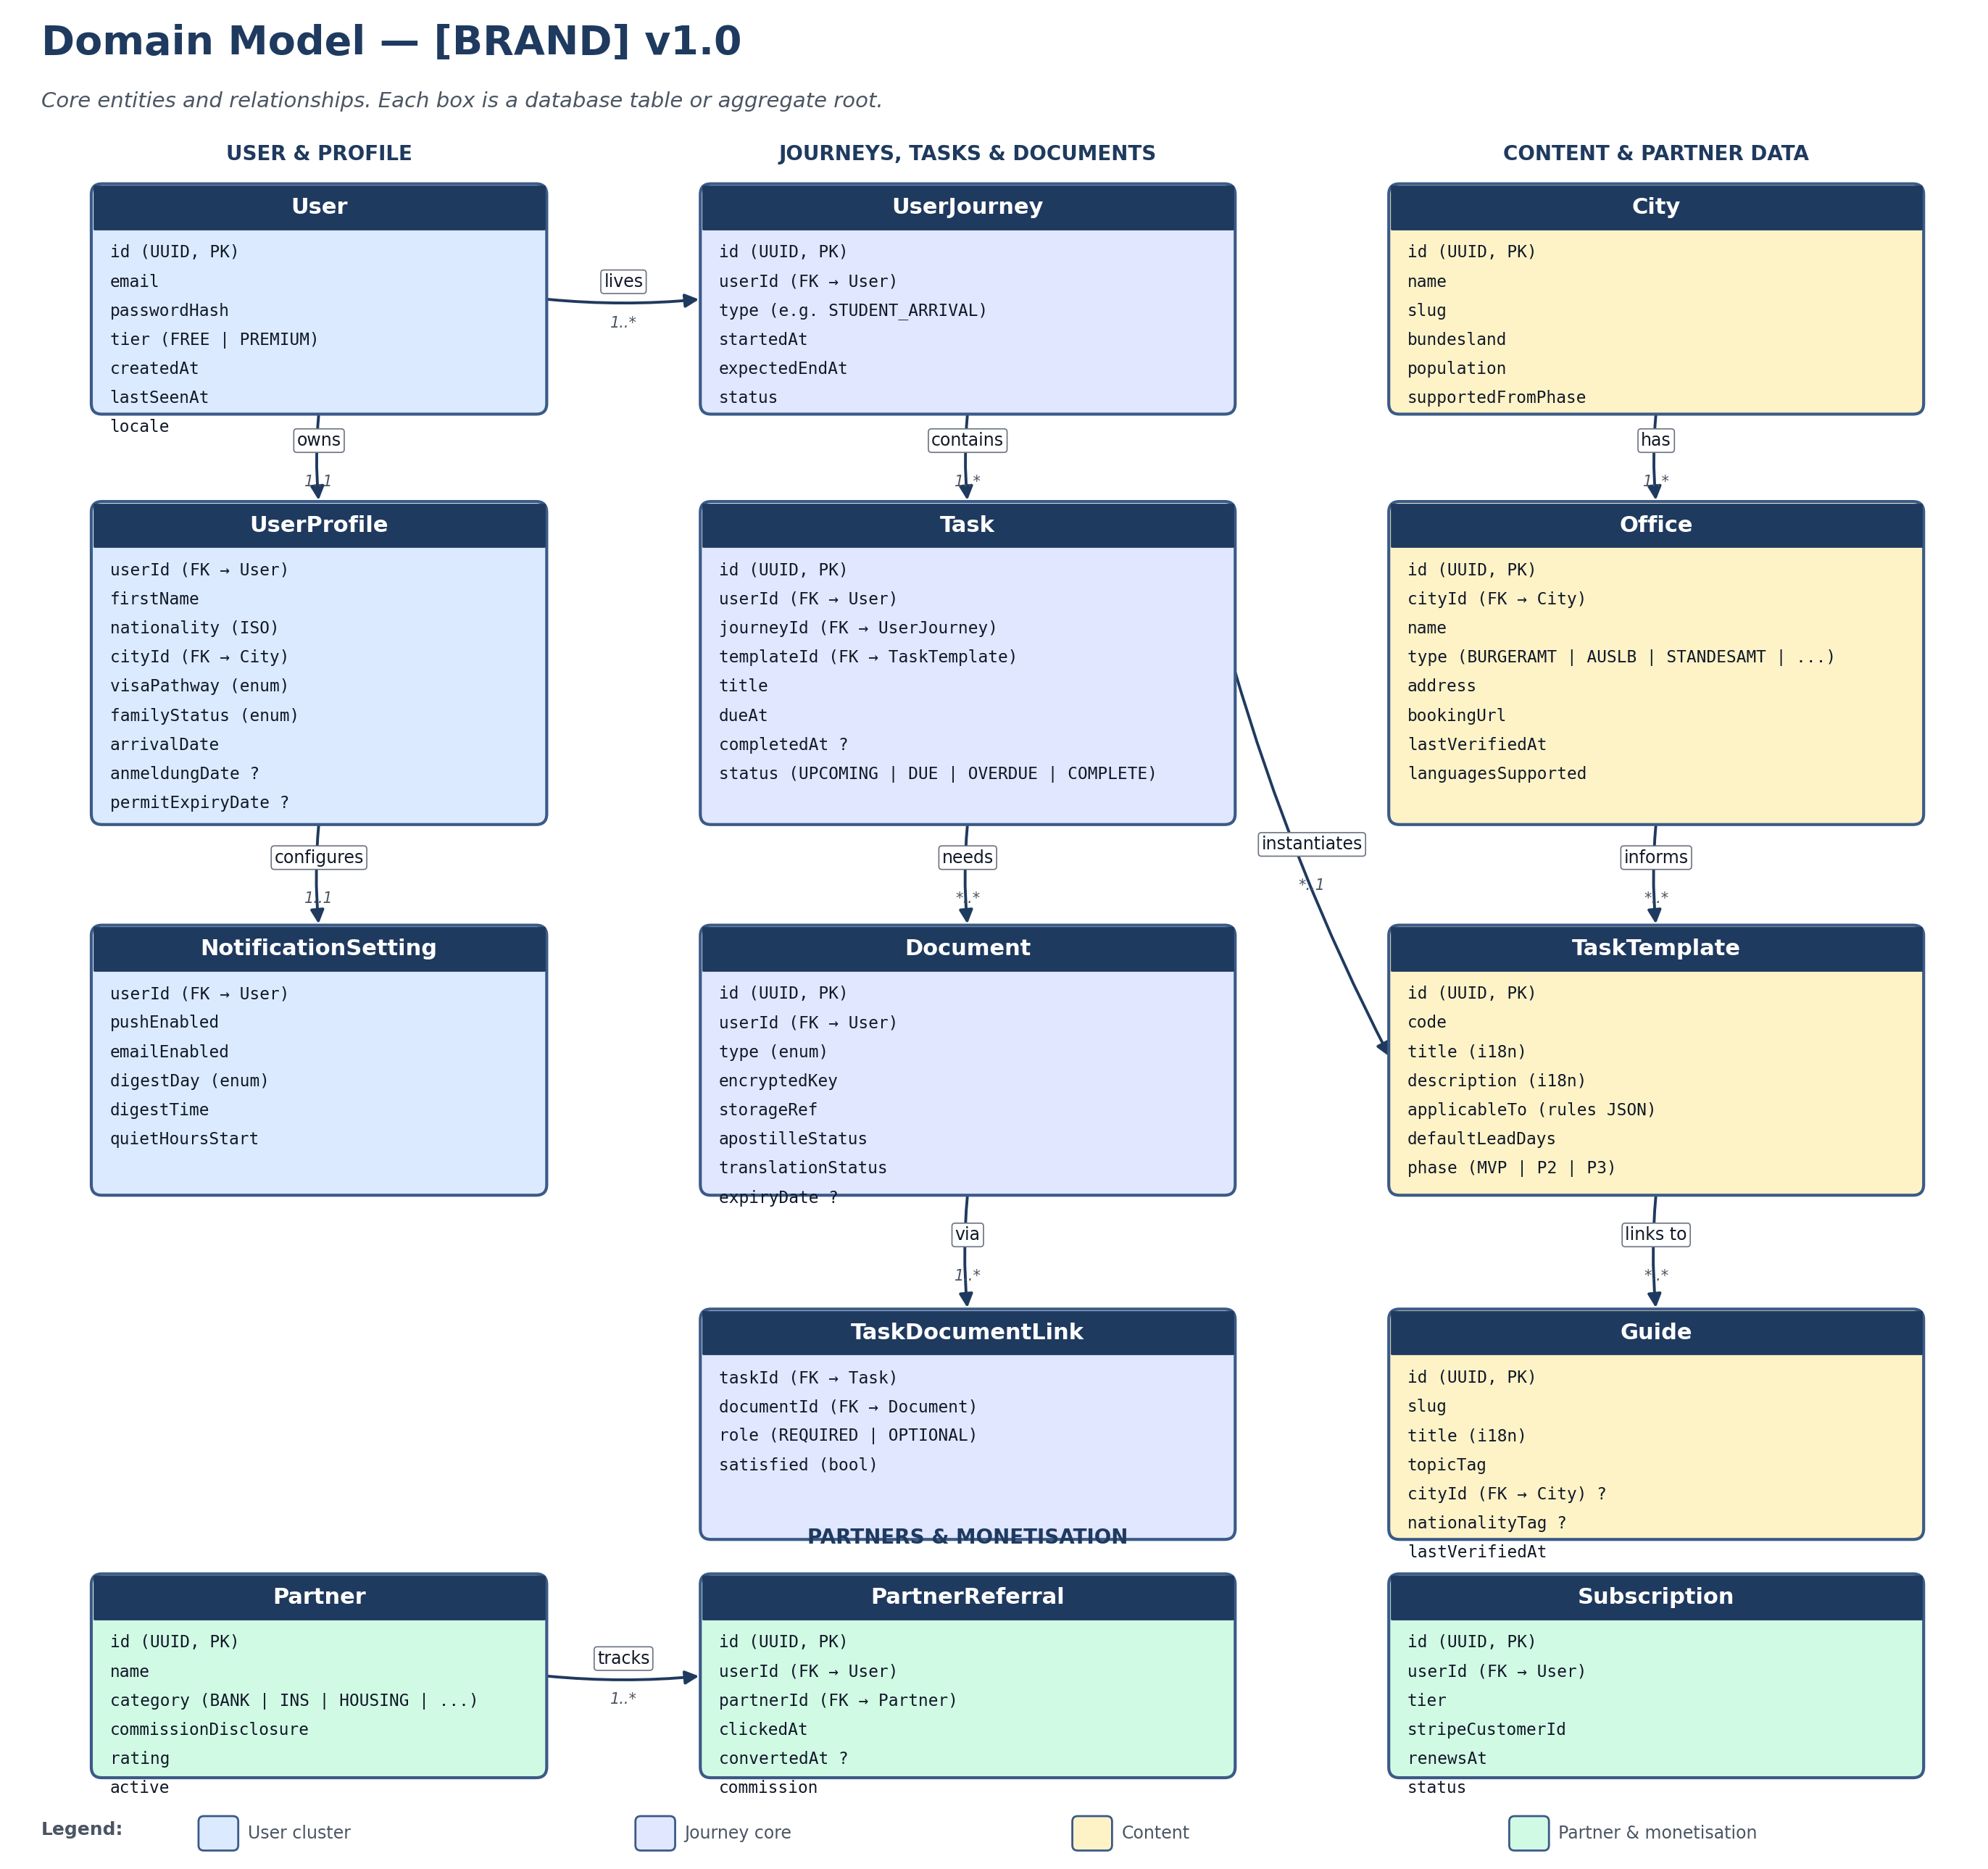 Domain Model — [BRAND] v1.0
Core entities and relationships. Each box is a database table or aggregate root.
USER & PROFILE
User
id (UUID, PK)
email
passwordHash
tier (FREE | PREMIUM)
createdAt
lastSeenAt
locale
owns
1..1
UserProfile
userId (FK → User)
firstName
nationality (ISO)
cityId (FK → City)
visaPathway (enum)
familyStatus (enum)
arrivalDate
anmeldungDate ?
permitExpiryDate ?
configures
1..1
NotificationSetting
userId (FK → User)
pushEnabled
emailEnabled
digestDay (enum)
digestTime
quietHoursStart
lives
1..*
JOURNEYS, TASKS & DOCUMENTS
UserJourney
id (UUID, PK)
userId (FK → User)
type (e.g. STUDENT_ARRIVAL)
startedAt
expectedEndAt
status
contains
1..*
Task
id (UUID, PK)
userId (FK → User)
journeyId (FK → UserJourney)
templateId (FK → TaskTemplate)
title
dueAt
completedAt ?
status (UPCOMING | DUE | OVERDUE | COMPLETE)
needs
*..*
Document
id (UUID, PK)
userId (FK → User)
type (enum)
encryptedKey
storageRef
apostilleStatus
translationStatus
expiryDate ?
via
1..*
TaskDocumentLink
taskId (FK → Task)
documentId (FK → Document)
role (REQUIRED | OPTIONAL)
satisfied (bool)
instantiates
*..1
CONTENT & PARTNER DATA
City
id (UUID, PK)
name
slug
bundesland
population
supportedFromPhase
has
1..*
Office
id (UUID, PK)
cityId (FK → City)
name
type (BURGERAMT | AUSLB | STANDESAMT | ...)
address
bookingUrl
lastVerifiedAt
languagesSupported
informs
*..*
TaskTemplate
id (UUID, PK)
code
title (i18n)
description (i18n)
applicableTo (rules JSON)
defaultLeadDays
phase (MVP | P2 | P3)
links to
*..*
Guide
id (UUID, PK)
slug
title (i18n)
topicTag
cityId (FK → City) ?
nationalityTag ?
lastVerifiedAt
PARTNERS & MONETISATION
Partner
id (UUID, PK)
name
category (BANK | INS | HOUSING | ...)
commissionDisclosure
rating
active
tracks
1..*
PartnerReferral
id (UUID, PK)
userId (FK → User)
partnerId (FK → Partner)
clickedAt
convertedAt ?
commission
Subscription
id (UUID, PK)
userId (FK → User)
tier
stripeCustomerId
renewsAt
status
Legend:
User cluster
Journey core
Content
Partner & monetisation